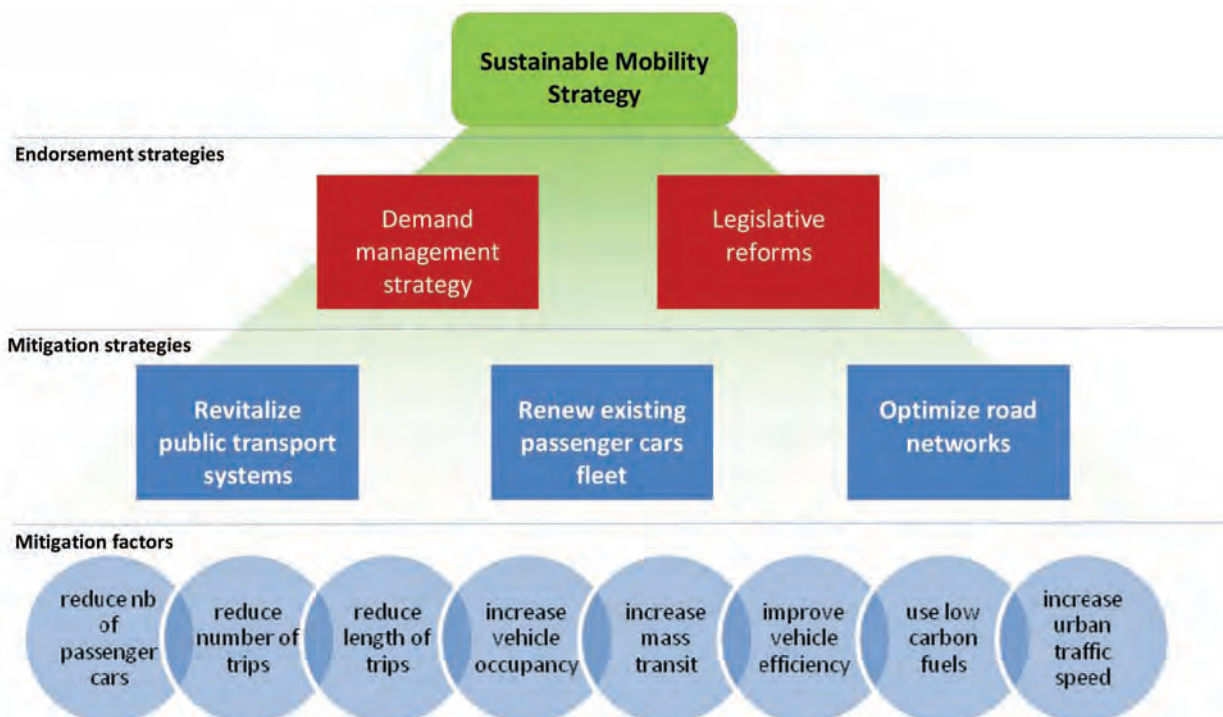 Sustainable Mobility
Strategy
Endorsement strategies
Demand
management
strategy
Legislative
reforms
Mitigation strategies
Revitalize
public transport
systems
Renew existing
passenger cars
fleet
Optimize road
networks
Mitigation factors
reduce nb
of
passenger
cars
reduce
number of
trips
reduce
length of
trips
increase
vehicle
occupancy
increase
mass
transit
improve
vehicle
efficiency
use low
carbon
fuels
increase
urban
traffic
speed